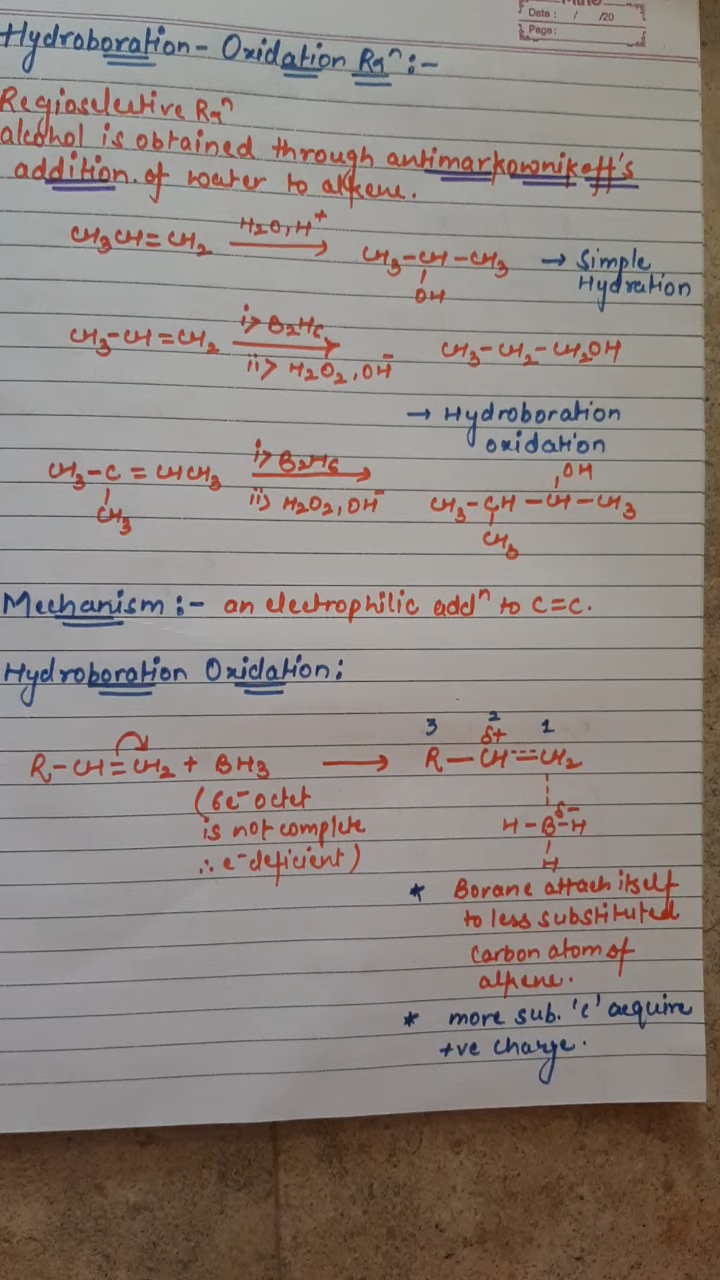 Date : / /20
Page:
Hydroboration - Oxidation Rxⁿ :-
Regioselective Rxⁿ
alcohol is obtained through antimarkowonikoff's
addition of water to alkene.
CH3CH=CH2 H2O, H⁺ → CH3-CH-CH3 → Simple
OH Hydration
CH3-CH=CH2 i> B2H6 → CH3-CH2-CH2OH
ii> H2O2, OH⁻
→ Hydroboration
oxidation
OH
CH3-C=CHCH3 i> B2H6 → CH3-CH-CH-CH3
CH3 ii> H2O2, OH⁻ CH3
Mechanism :- an electrophilic addⁿ to C=C.
Hydroboration Oxidation :
3 2 1
δ+
R-CH=CH2 + BH3 → R-CH=CH2
(6e⁻ octet δ-
is not complete H-B-H
∴ e⁻deficient) H
* Borane attach itself
to less substituted
carbon atom of
alkene.
* more sub. 'c' acquire
+ve charge.